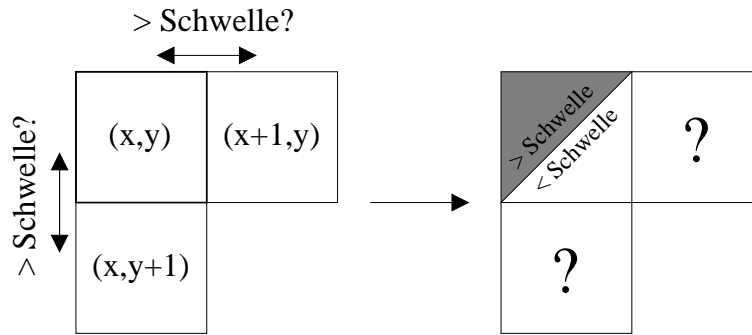 > Schwelle?
(x,y)
(x+1,y)
> Schwelle?
(x,y+1)
> Schwelle
< Schwelle
?
?